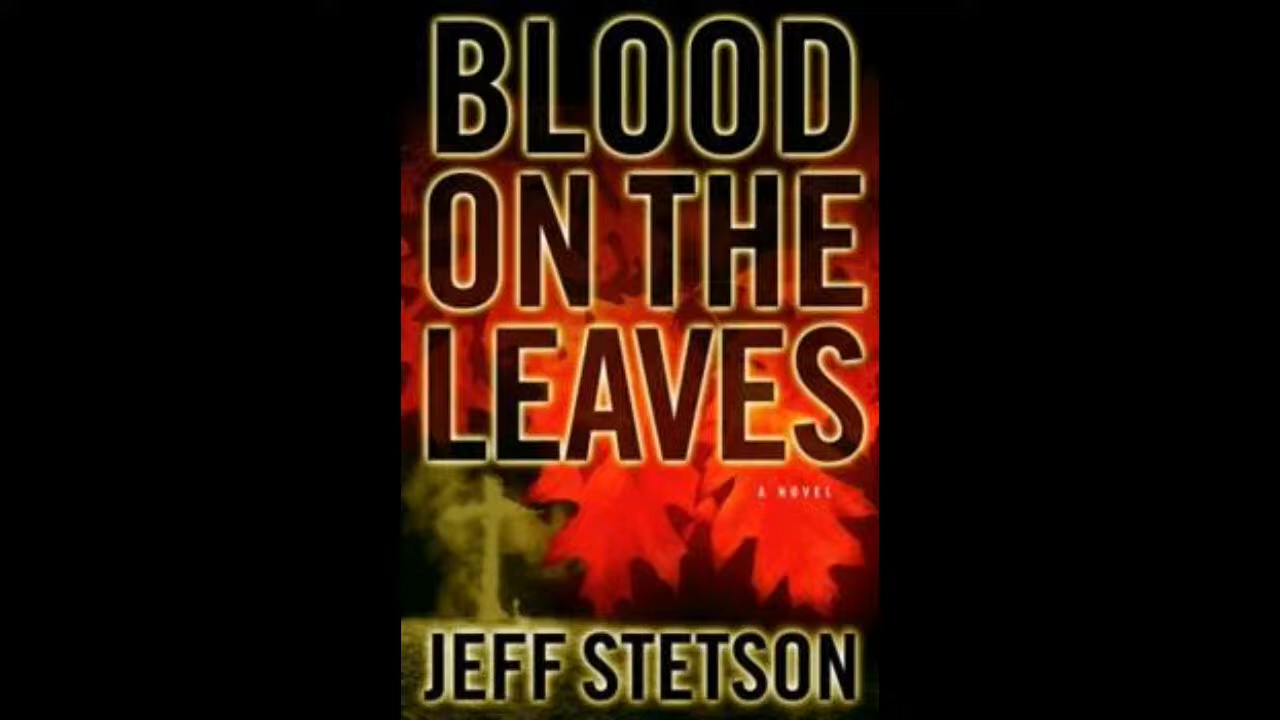 BLOOD
ON THE
LEAVES
A NOVEL
JEFF STETSON